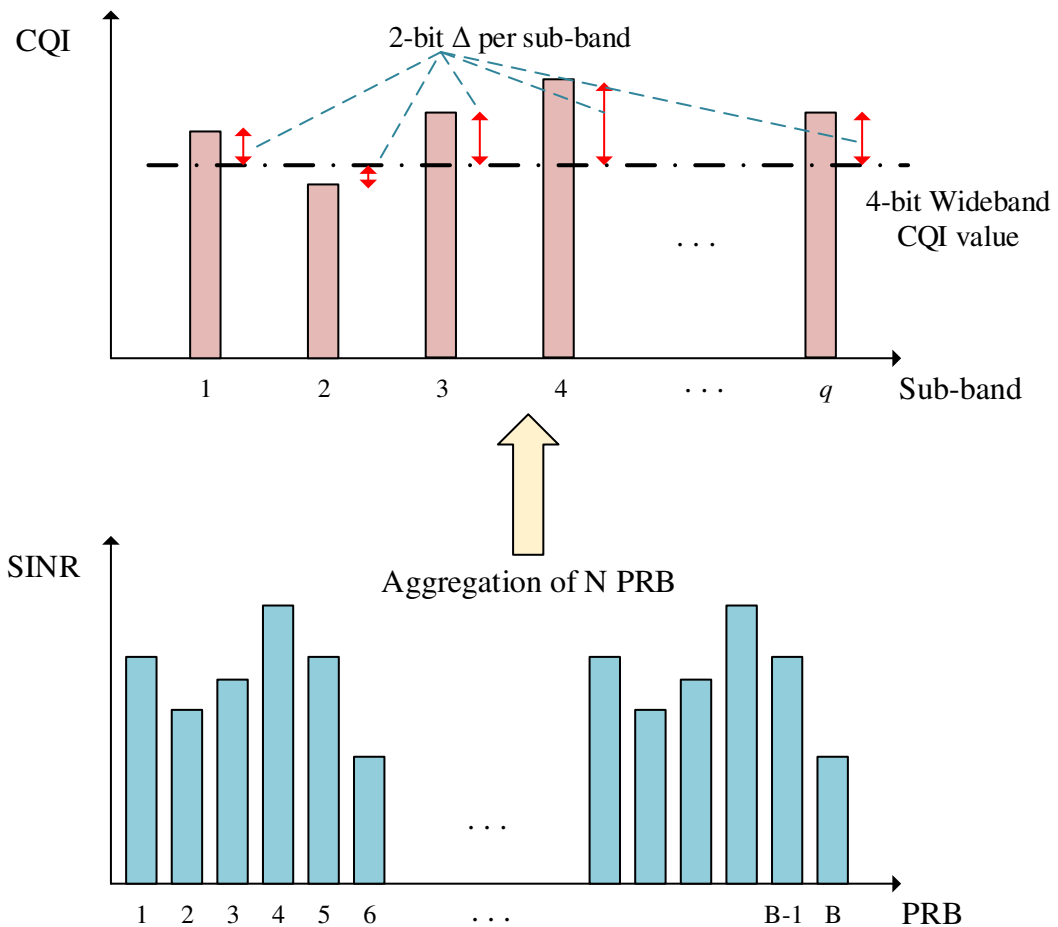 CQI
2-bit Δ per sub-band
4-bit Wideband
CQI value
. . .
1 2 3 4 . . . q Sub-band
SINR
Aggregation of N PRB
. . .
1 2 3 4 5 6 . . . B-1 B PRB